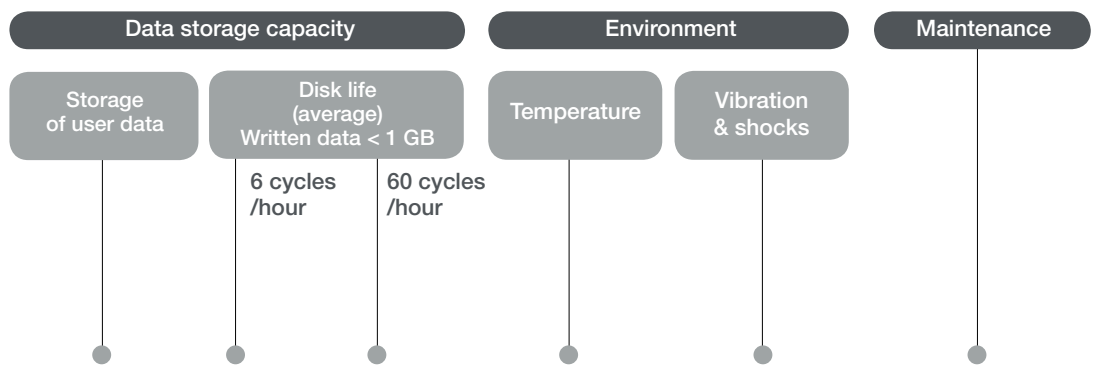 Data storage capacity
Environment
Maintenance
Storage
of user data
Disk life
(average)
Written data < 1 GB
Temperature
Vibration
& shocks
6 cycles
/hour
60 cycles
/hour